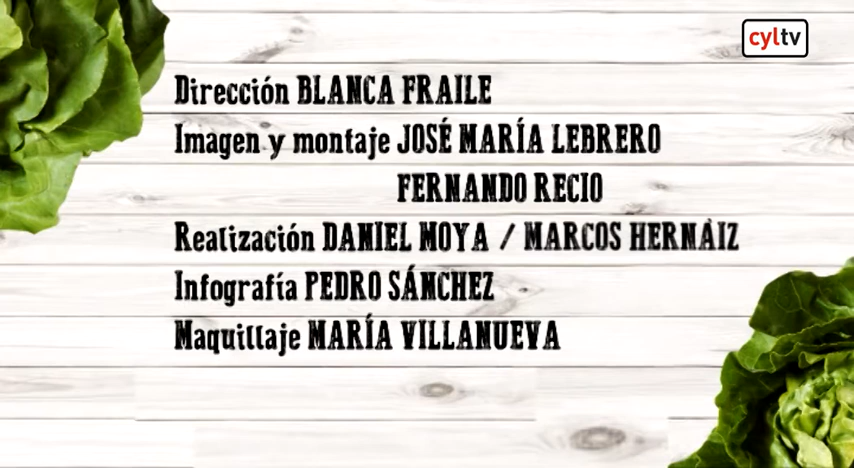 cyltv
Dirección BLANCA FRAILE
Imagen y montaje JOSÉ MARÍA LEBRERO
FERNANDO RECIO
Realización DANIEL MOYA / MARCOS HERNÁIZ
Infografía PEDRO SÁNCHEZ
Maquillaje MARÍA VILLANUEVA